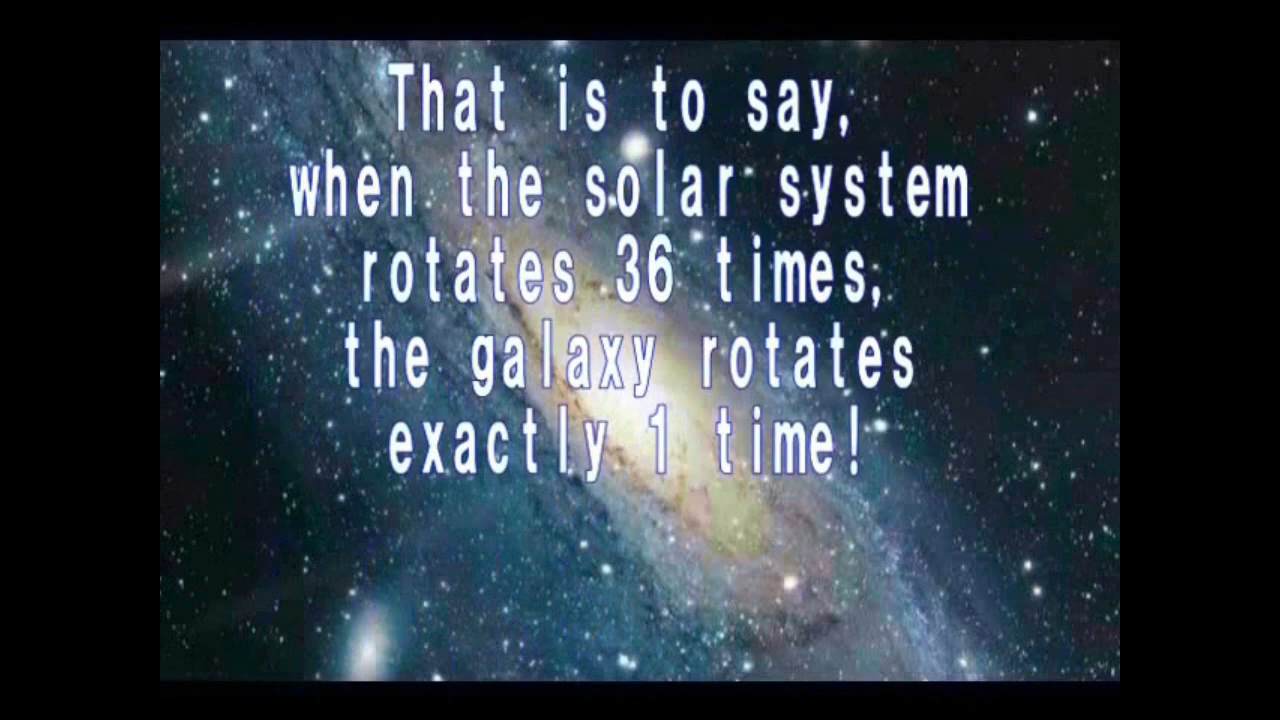 That is to say,
when the solar system
rotates 36 times,
the galaxy rotates
exactly 1 time!